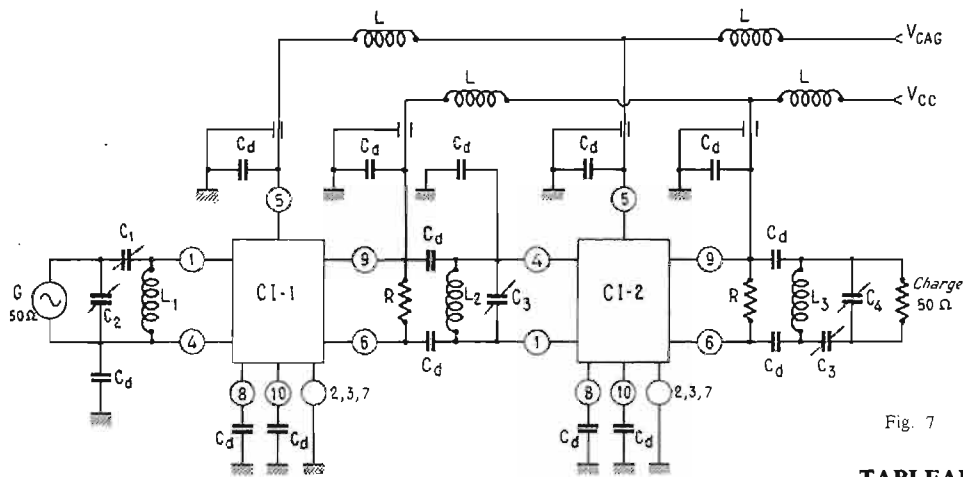 L
L
V_CAG
L
L
V_CC
C_d
C_d
C_d
C_d
C_d
5
5
C_1
1
9
C_d
4
9
C_d
G
50Ω
C_2
L_1
CI-1
R
L_2
C_3
CI-2
R
L_3
C_4
Charge
50 Ω
4
6
C_d
1
6
C_d
C_3
C_d
8
10
2,3,7
8
10
2,3,7
C_d
C_d
C_d
C_d
Fig. 7
TABLEAU